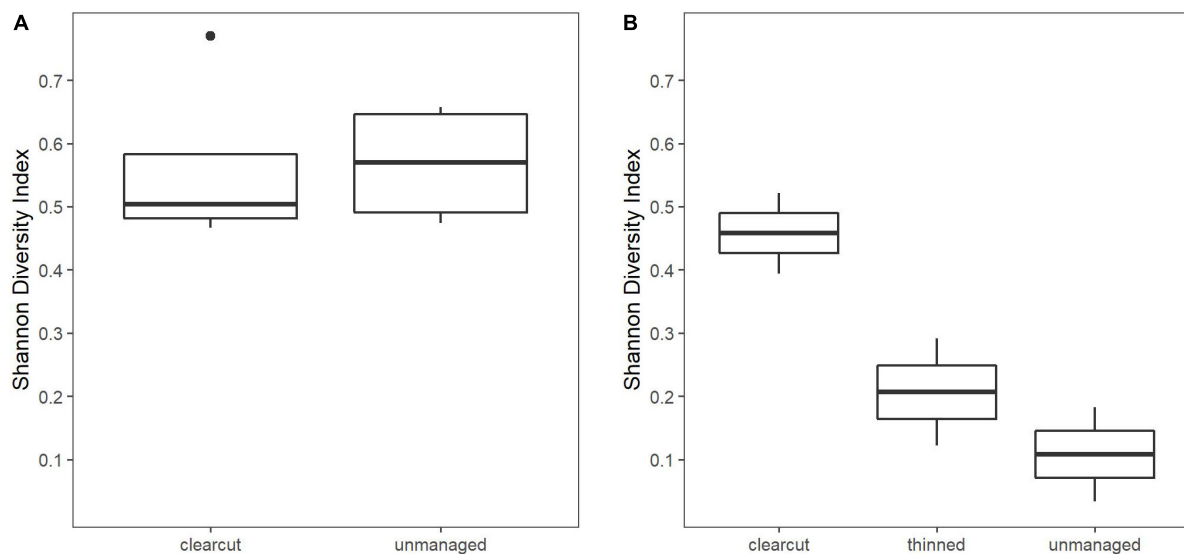 A
Shannon Diversity Index
0.7
0.6
0.5
0.4
0.3
0.2
0.1
clearcut unmanaged
B
Shannon Diversity Index
0.7
0.6
0.5
0.4
0.3
0.2
0.1
clearcut thinned unmanaged